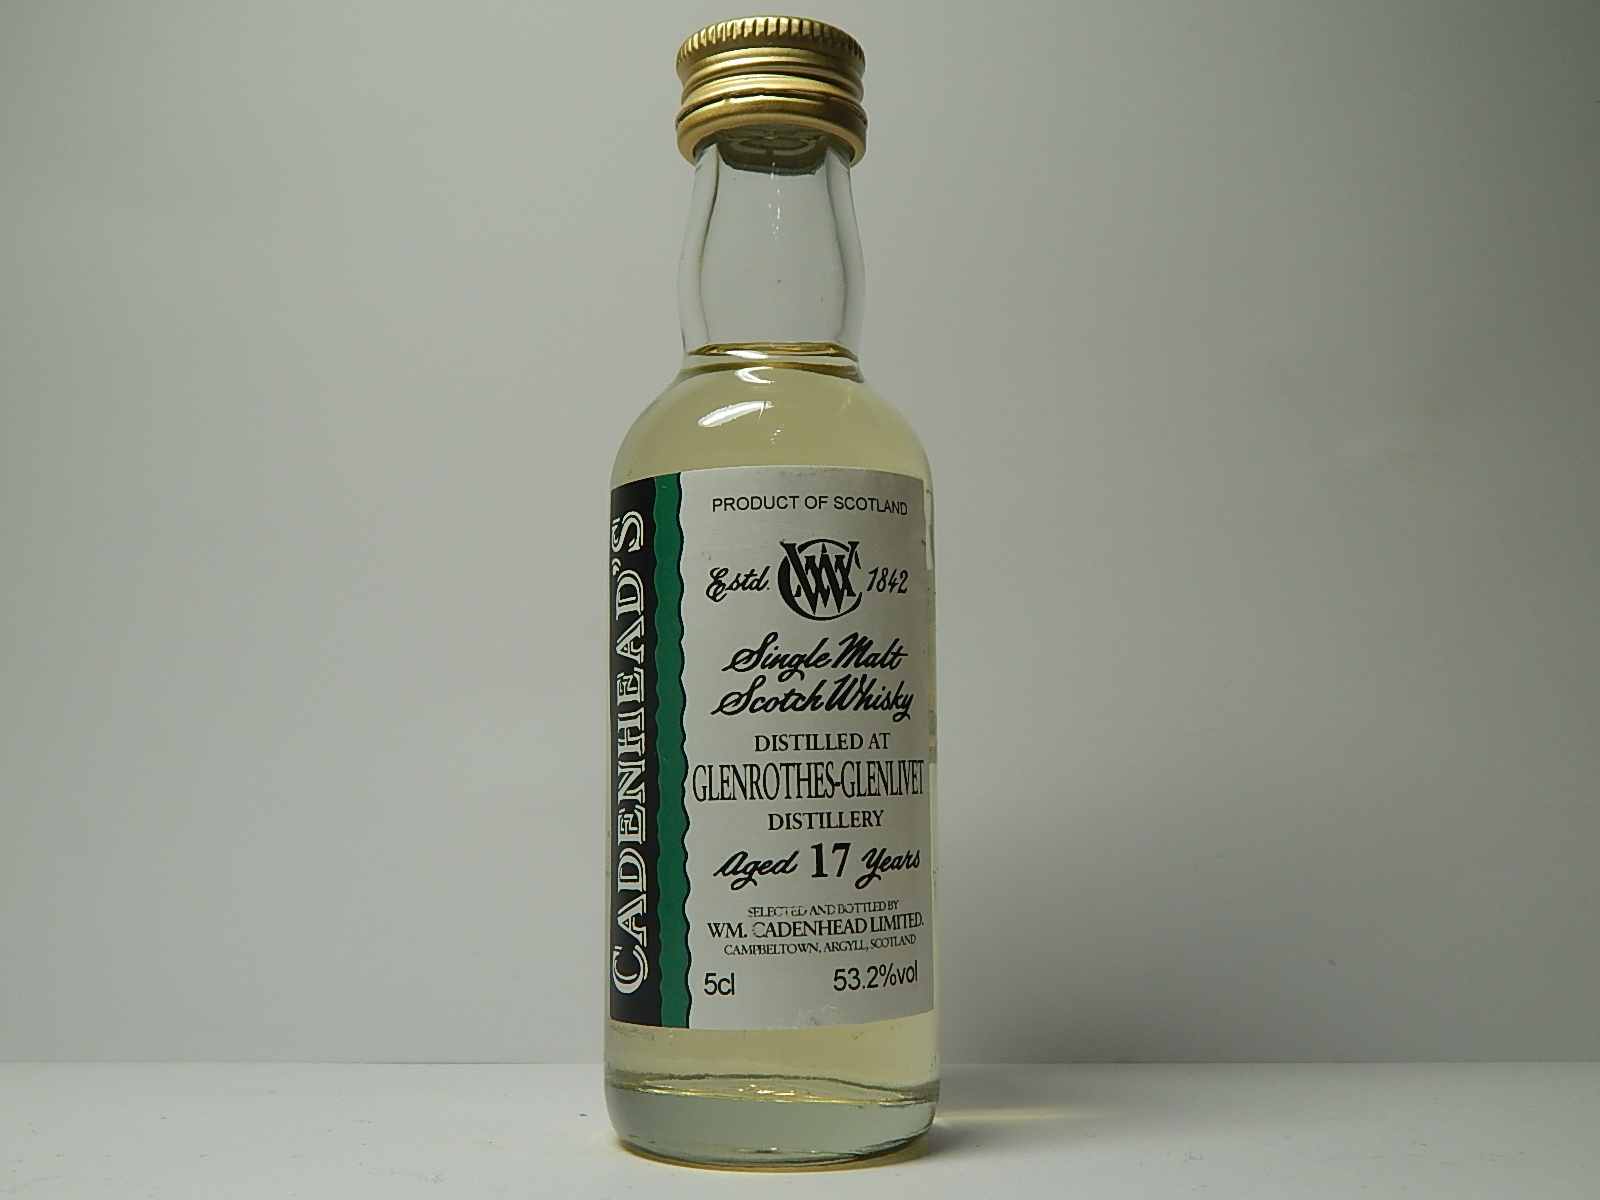 CADENHEAD'S
PRODUCT OF SCOTLAND
Estd. WC 1842
Single Malt
Scotch Whisky
DISTILLED AT
GLENROTHES-GLENLIVET
DISTILLERY
Aged 17 Years
SELECTED AND BOTTLED BY
WM. CADENHEAD LIMITED.
CAMPBELTOWN, ARGYLL, SCOTLAND
5cl 53.2%vol